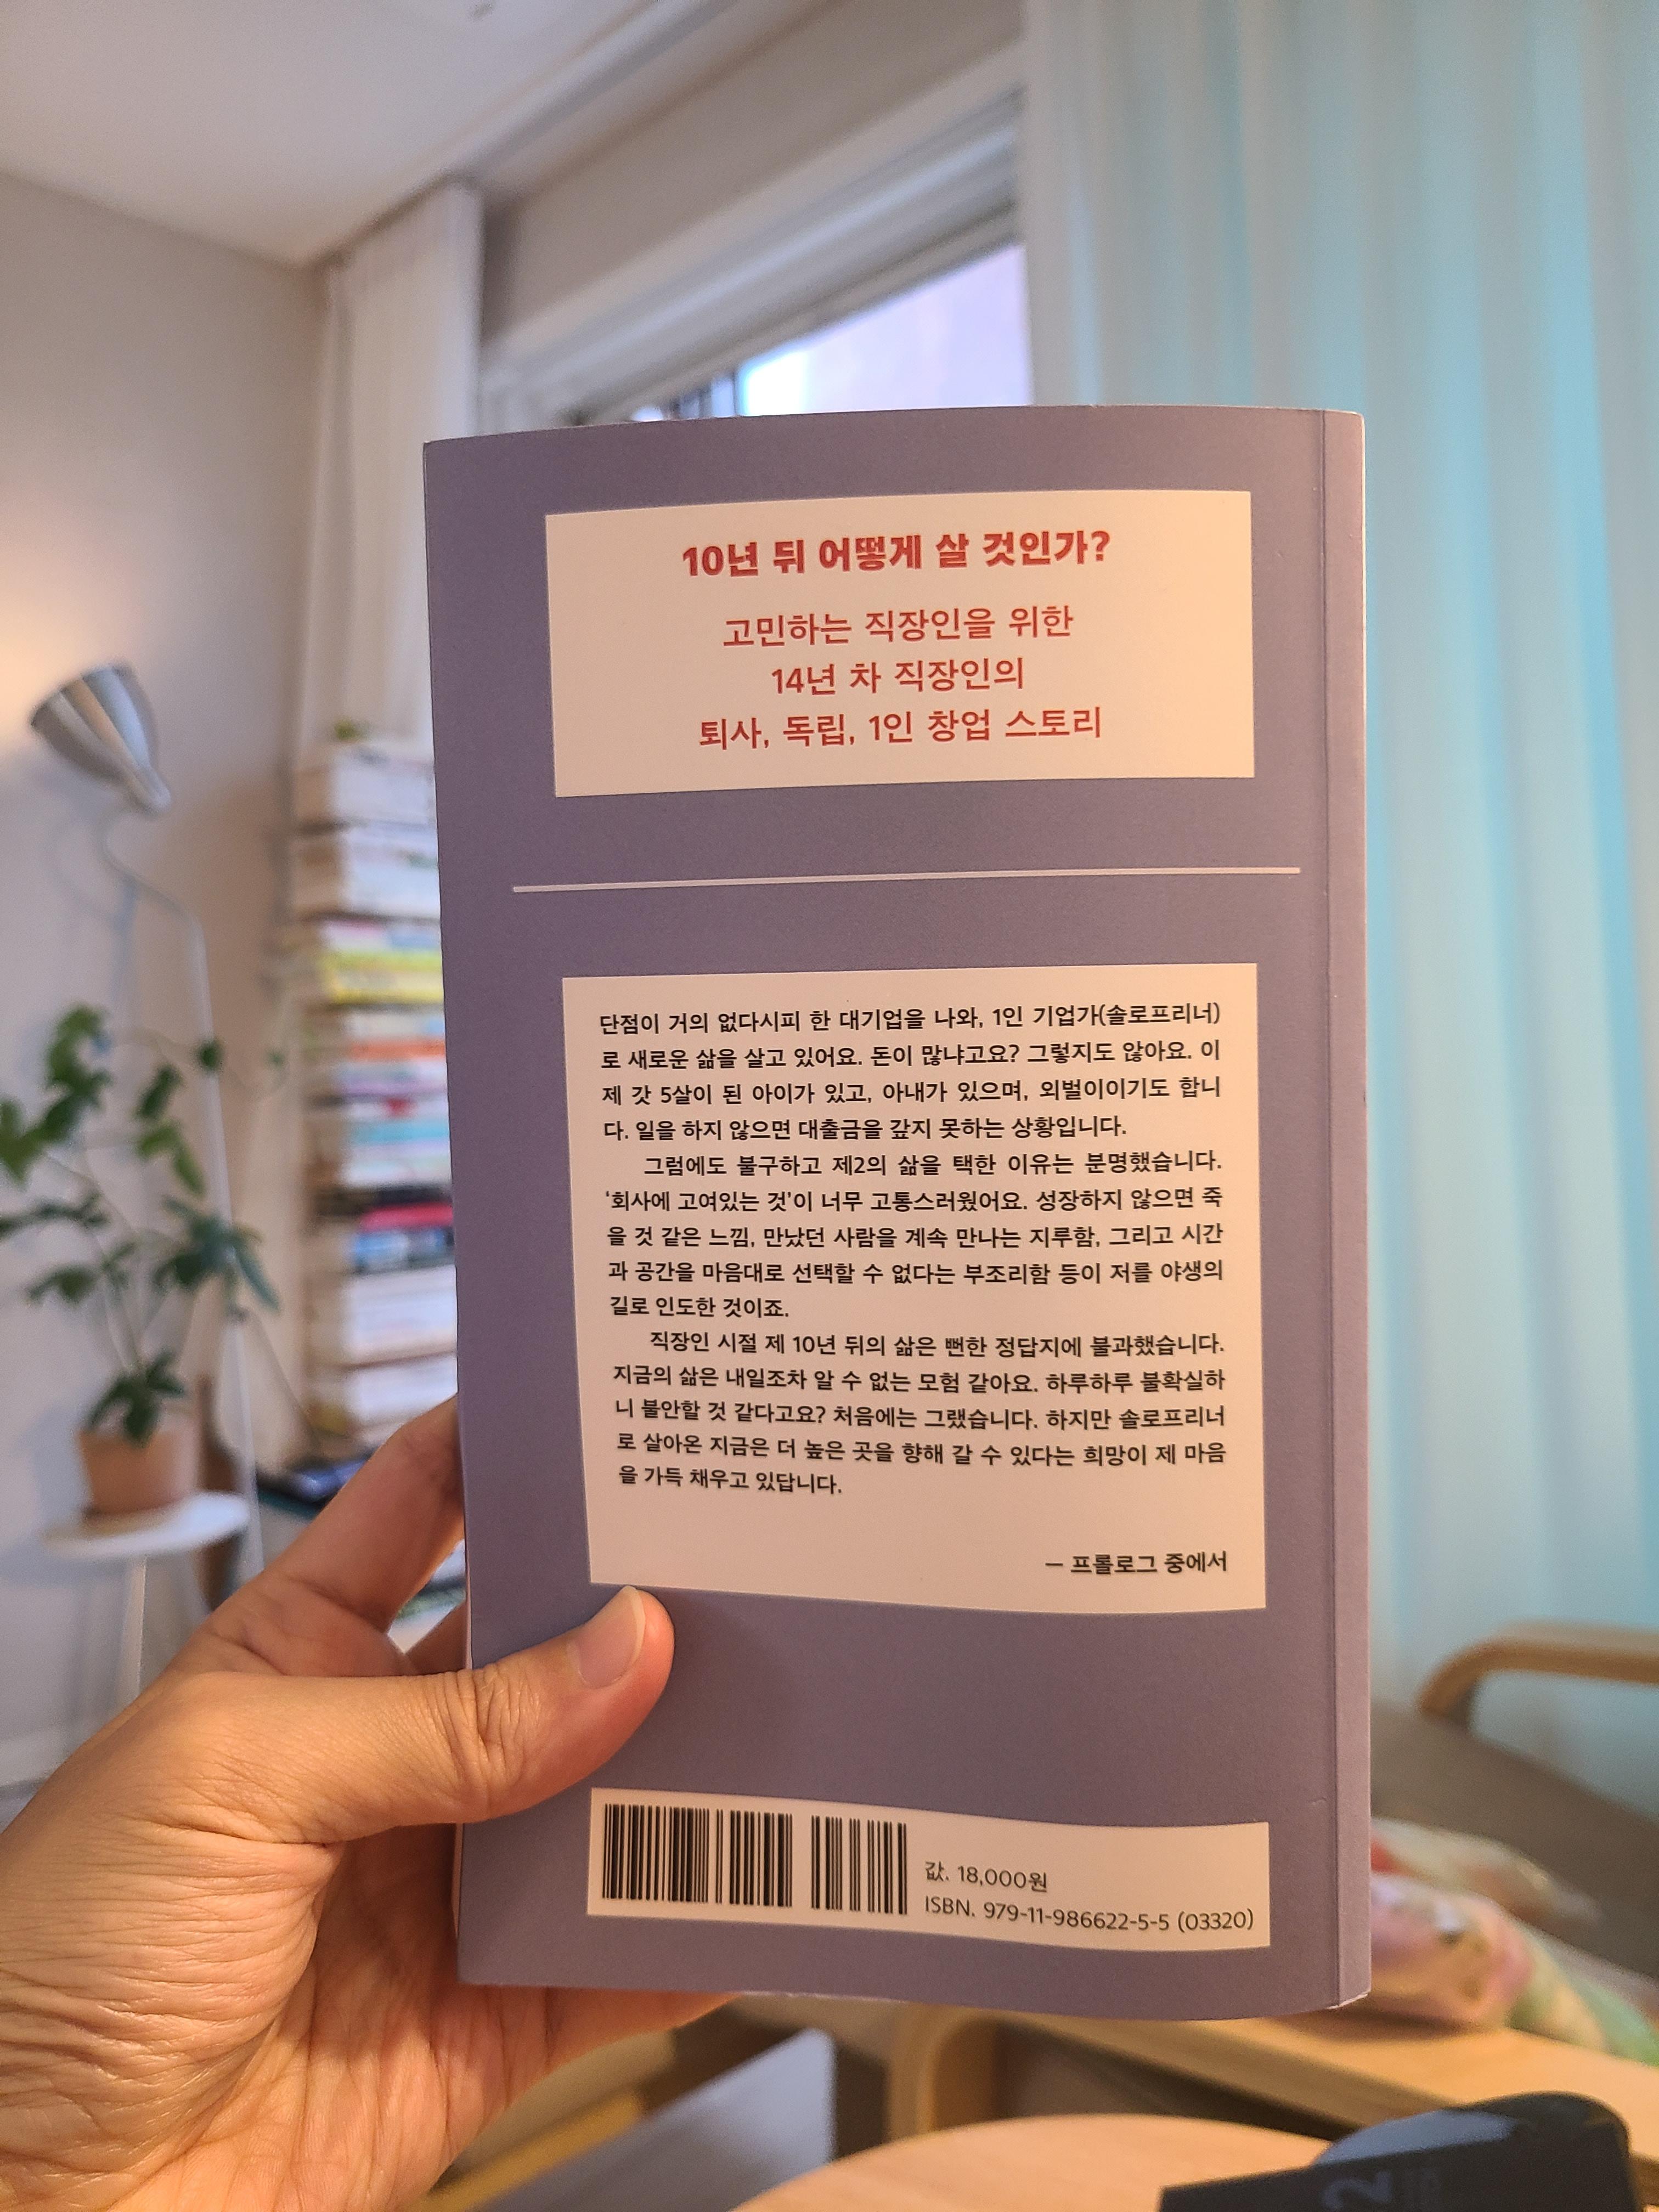 10년 뒤 어떻게 살 것인가?
고민하는 직장인을 위한
14년 차 직장인의
퇴사, 독립, 1인 창업 스토리
단점이 거의 없다시피 한 대기업을 나와, 1인 기업가(솔로프리너)
로 새로운 삶을 살고 있어요. 돈이 많냐고요? 그렇지도 않아요. 이
제 갓 5살이 된 아이가 있고, 아내가 있으며, 외벌이이기도 합니
다. 일을 하지 않으면 대출금을 갚지 못하는 상황입니다.
그럼에도 불구하고 제2의 삶을 택한 이유는 분명했습니다.
‘회사에 고여있는 것’이 너무 고통스러웠어요. 성장하지 않으면 죽
을 것 같은 느낌, 만났던 사람을 계속 만나는 지루함, 그리고 시간
과 공간을 마음대로 선택할 수 없다는 부조리함 등이 저를 야생의
길로 인도한 것이죠.
직장인 시절 제 10년 뒤의 삶은 뻔한 정답지에 불과했습니다.
지금의 삶은 내일조차 알 수 없는 모험 같아요. 하루하루 불확실하
니 불안할 것 같다고요? 처음에는 그랬습니다. 하지만 솔로프리너
로 살아온 지금은 더 높은 곳을 향해 갈 수 있다는 희망이 제 마음
을 가득 채우고 있답니다.
— 프롤로그 중에서
값. 18,000원
ISBN. 979-11-986622-5-5 (03320)
2